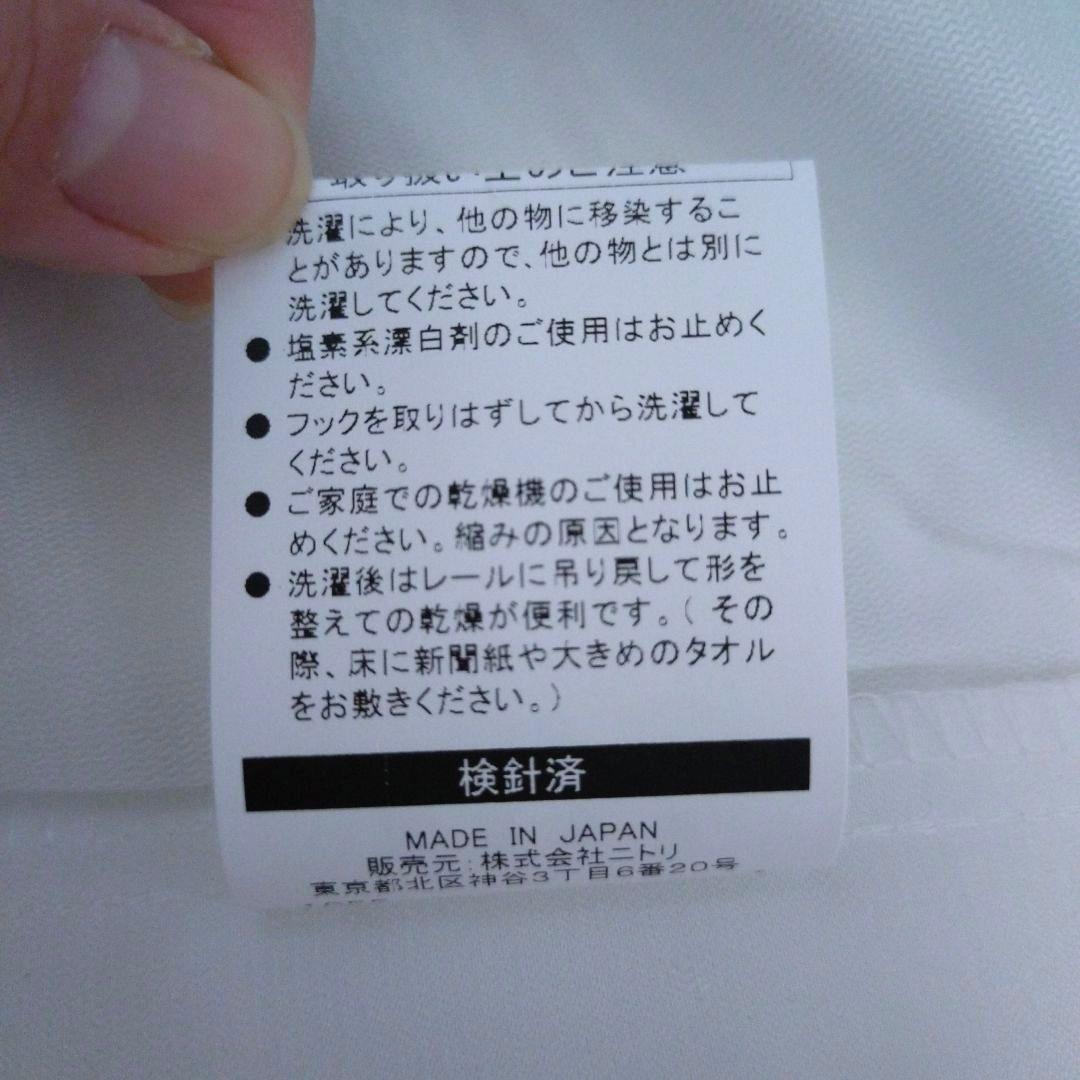 取り扱い上のご注意
洗濯により、他の物に移染するこ
とがありますので、他の物とは別に
洗濯してください。
● 塩素系漂白剤のご使用はお止めく
ださい。
● フックを取りはずしてから洗濯して
ください。
● ご家庭での乾燥機のご使用はお止
めください。縮みの原因となります。
● 洗濯後はレールに吊り戻して形を
整えての乾燥が便利です。( その
際、床に新聞紙や大きめのタオル
をお敷きください。)
検針済
MADE IN JAPAN
販売元:株式会社ニトリ
東京都北区神谷3丁目6番20号